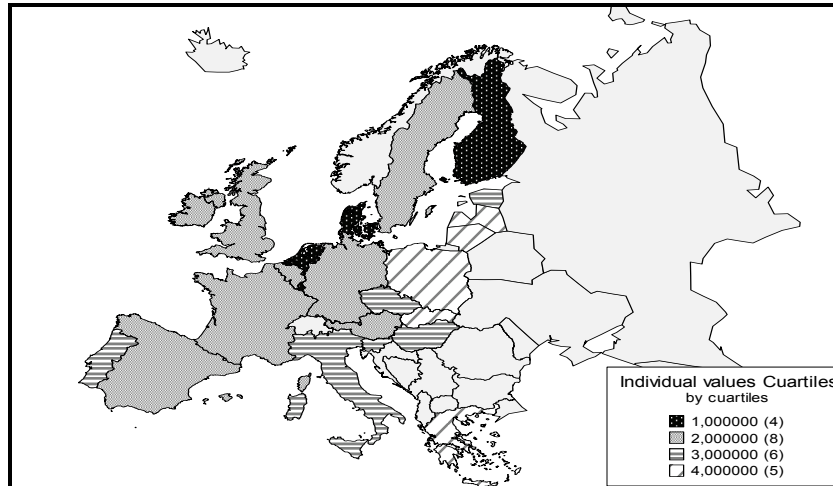 Individual values Cuartiles
by cuartiles
1,000000 (4)
2,000000 (8)
3,000000 (6)
4,000000 (5)